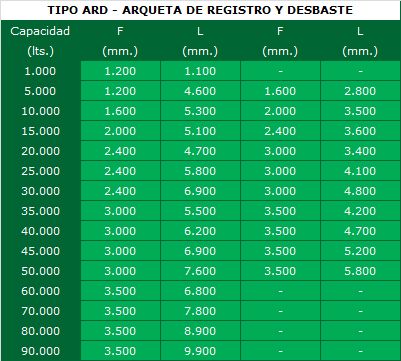 TIPO ARD - ARQUETA DE REGISTRO Y DESBASTE
Capacidad F L F L
(lts.) (mm.) (mm.) (mm.) (mm.)
1.000 1.200 1.100 - -
5.000 1.200 4.600 1.600 2.800
10.000 1.600 5.300 2.000 3.500
15.000 2.000 5.100 2.400 3.600
20.000 2.400 4.700 3.000 3.400
25.000 2.400 5.800 3.000 4.100
30.000 2.400 6.900 3.000 4.800
35.000 3.000 5.500 3.500 4.200
40.000 3.000 6.200 3.500 4.700
45.000 3.000 6.900 3.500 5.200
50.000 3.000 7.600 3.500 5.800
60.000 3.500 6.800 - -
70.000 3.500 7.800 - -
80.000 3.500 8.900 - -
90.000 3.500 9.900 - -